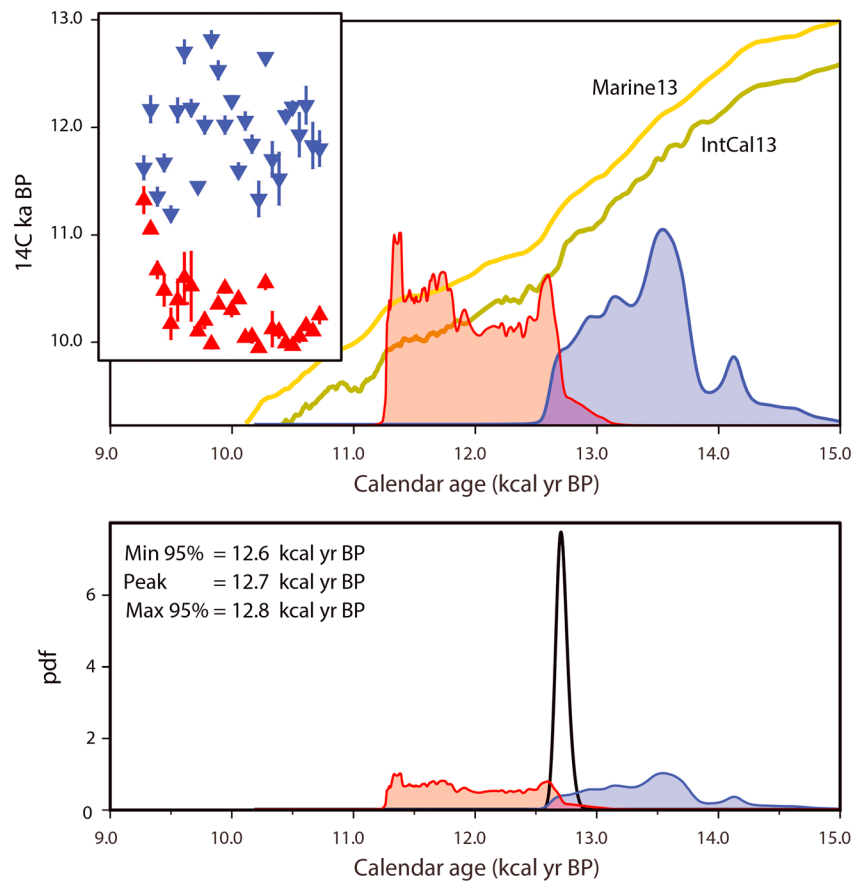 13.0
12.0
11.0
10.0
14C ka BP
Marine13
IntCal13
9.0 10.0 11.0 12.0 13.0 14.0 15.0
Calendar age (kcal yr BP)
Min 95% = 12.6 kcal yr BP
Peak = 12.7 kcal yr BP
Max 95% = 12.8 kcal yr BP
6
4
2
0
pdf
9.0 10.0 11.0 12.0 13.0 14.0 15.0
Calendar age (kcal yr BP)